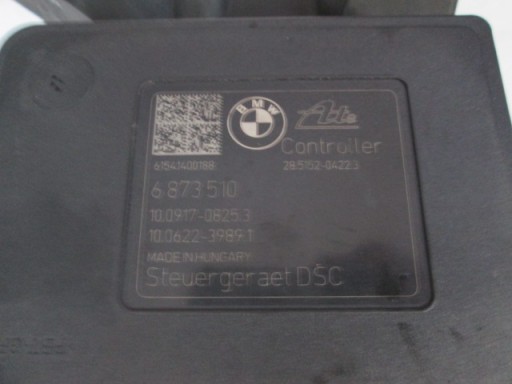 BMW
Ate
Controller
61541400188
28.5152-0422.3
6 873 510
10.0917-0825.3
10.0622-3989.1
MADE IN HUNGARY
Steuergeraet DSC